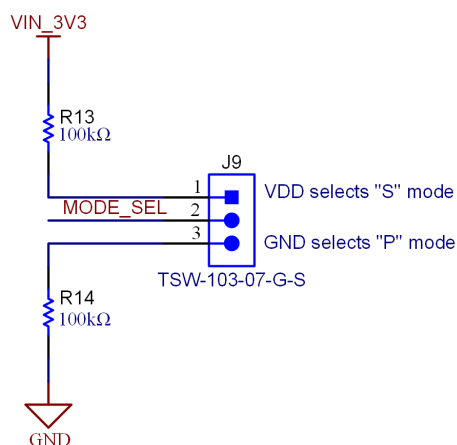 VIN_3V3
R13
100kΩ
J9
1
VDD selects "S" mode
MODE_SEL
2
3
GND selects "P" mode
TSW-103-07-G-S
R14
100kΩ
GND